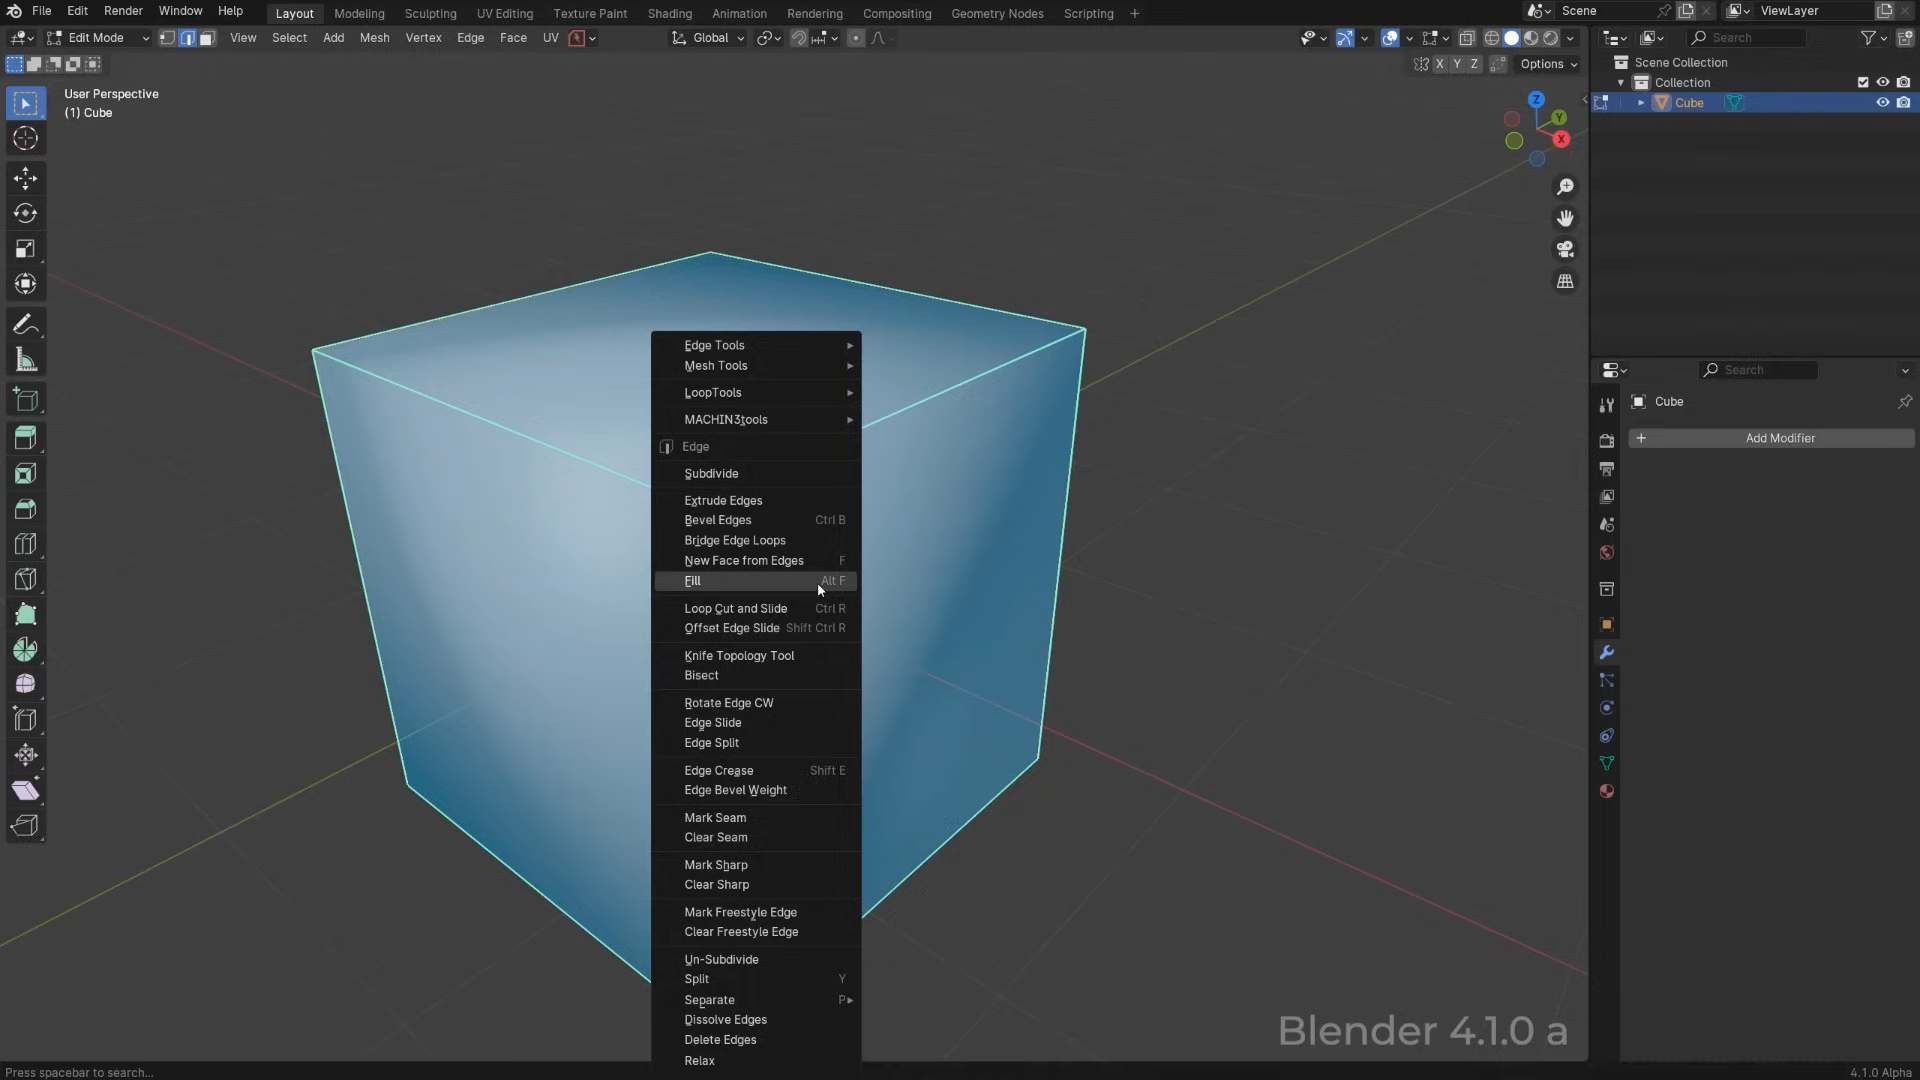 File Edit Render Window Help Layout Modeling Sculpting UV Editing Texture Paint Shading Animation Rendering Compositing Geometry Nodes Scripting + Scene ViewLayer
Edit Mode View Select Add Mesh Vertex Edge Face UV Global Search
X Y Z Options
Scene Collection
Collection
Cube
User Perspective
(1) Cube
Z
Y
X
Edge Tools
Mesh Tools
LoopTools
MACHIN3tools
Edge
Subdivide
Extrude Edges
Bevel Edges Ctrl B
Bridge Edge Loops
New Face from Edges F
Fill Alt F
Loop Cut and Slide Ctrl R
Offset Edge Slide Shift Ctrl R
Knife Topology Tool
Bisect
Rotate Edge CW
Edge Slide
Edge Split
Edge Crease Shift E
Edge Bevel Weight
Mark Seam
Clear Seam
Mark Sharp
Clear Sharp
Mark Freestyle Edge
Clear Freestyle Edge
Un-Subdivide
Split Y
Separate P
Dissolve Edges
Delete Edges
Relax
Search
Cube
+ Add Modifier
Blender 4.1.0 a
Press spacebar to search...
4.1.0 Alpha